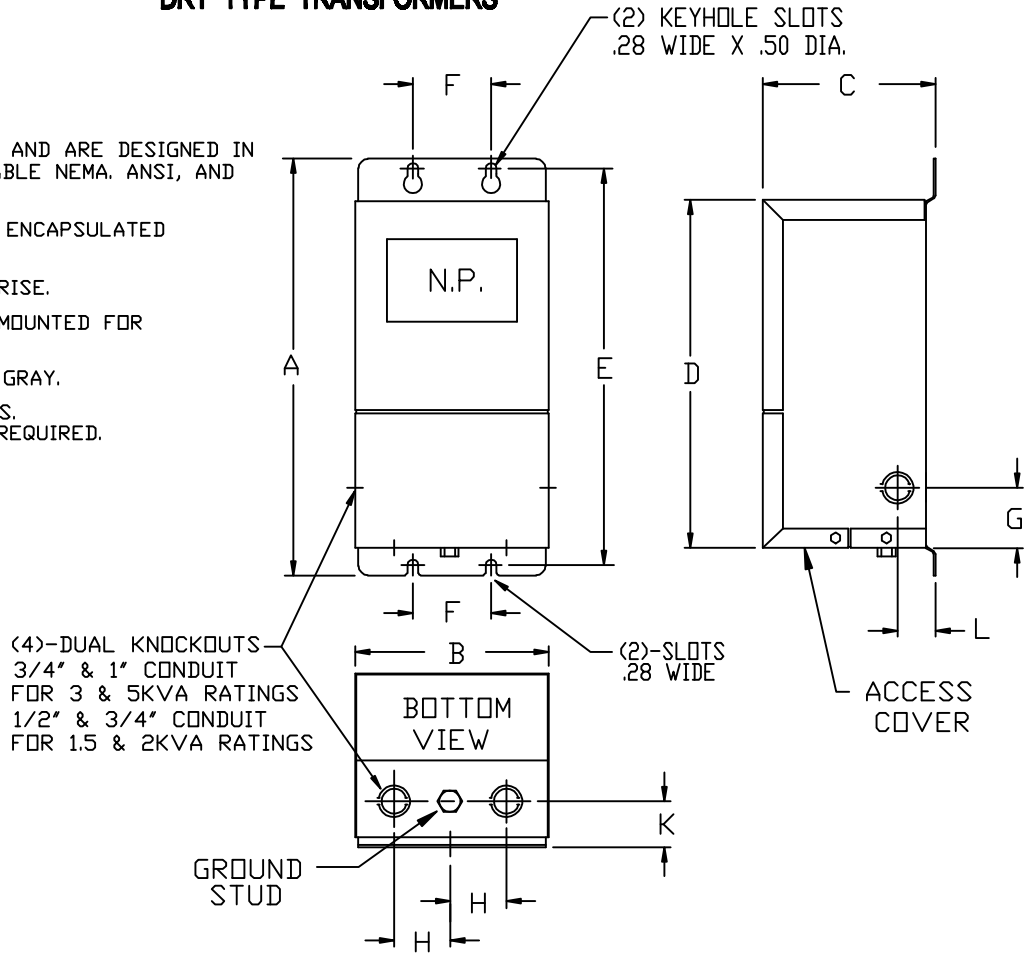 DRY TYPE TRANSFORMERS
(2) KEYHOLE SLOTS
.28 WIDE X .50 DIA.
F
C
AND ARE DESIGNED IN
NEMA. ANSI, AND
ENCAPSULATED
RISE.
MOUNTED FOR
GRAY.
REQUIRED.
N.P.
A
E
D
G
F
L
(4)-DUAL KNOCKOUTS
3/4" & 1" CONDUIT
FOR 3 & 5KVA RATINGS
1/2" & 3/4" CONDUIT
FOR 1.5 & 2KVA RATINGS
B
(2)-SLOTS
.28 WIDE
ACCESS
COVER
BOTTOM
VIEW
K
GROUND
STUD
H
H